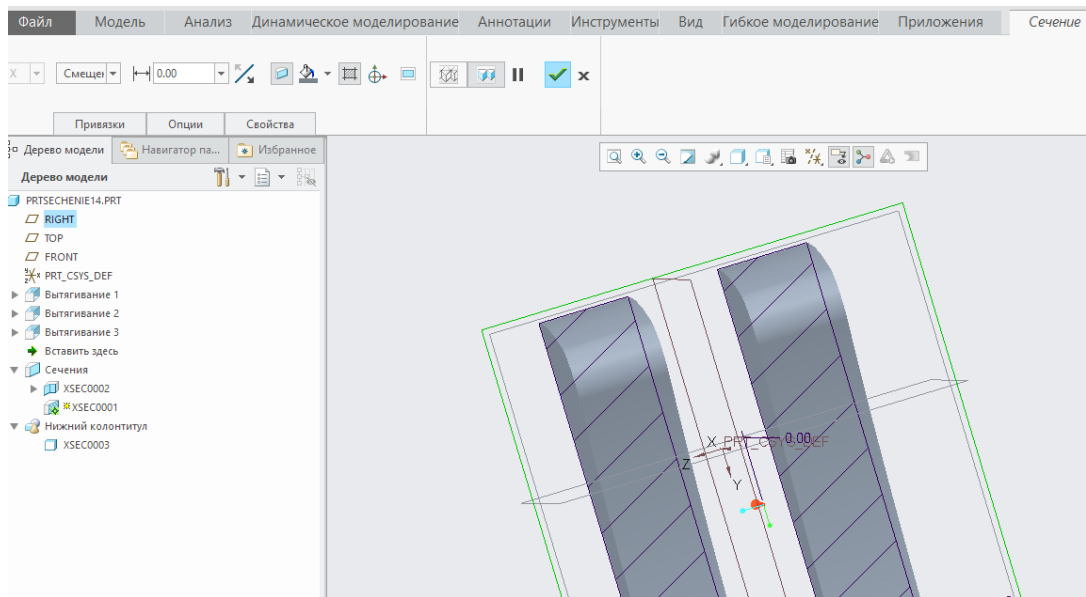 Файл Модель Анализ Динамическое моделирование Аннотации Инструменты Вид Гибкое моделирование Приложения Сечение
X Смещен 0.00
Привязки Опции Свойства
Дерево модели Навигатор па... Избранное
Дерево модели
PRTSECHENIE14.PRT
RIGHT
TOP
FRONT
PRT_CSYS_DEF
Вытягивание 1
Вытягивание 2
Вытягивание 3
Вставить здесь
Сечения
XSEC0002
XSEC0001
Нижний колонтитул
XSEC0003
X PRT_CSYS_DEF 0.00
Z
Y